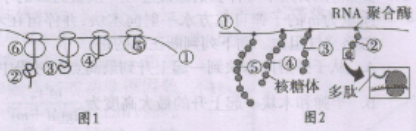 RNA 聚合酶
① ②
⑥ ⑤ ③
④ ① ④
② ③ ⑤ 核糖体 多肽
图1 图2